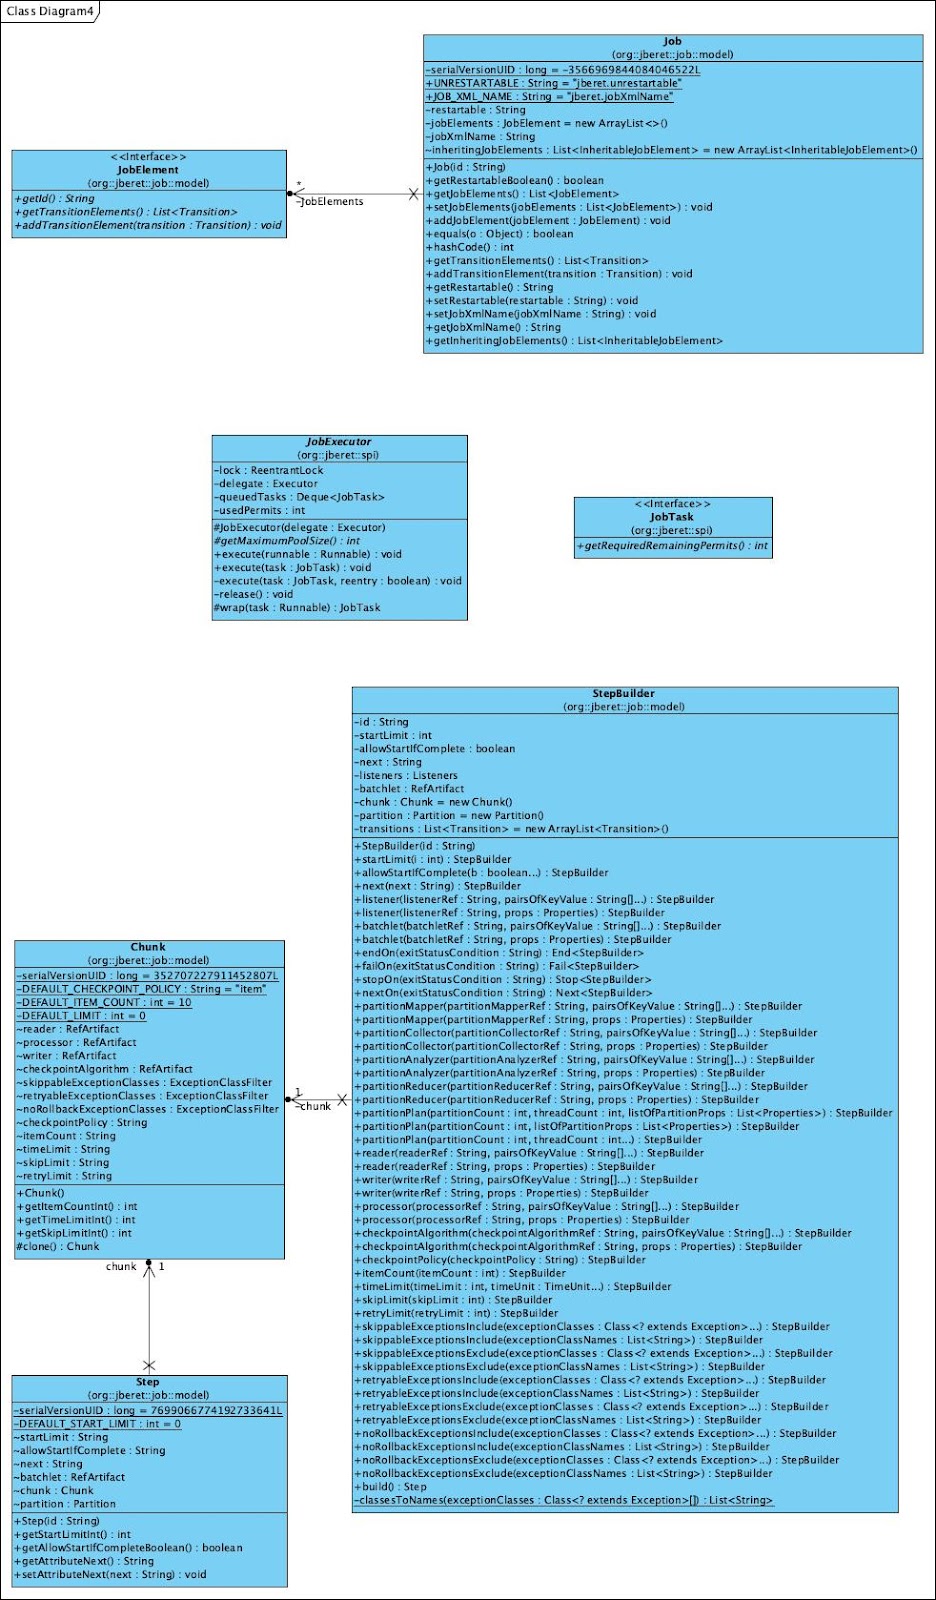 Class Diagram4
Job
(org::jberet::job::model)
-serialVersionUID : long = -3566969844084046522L
+UNRESTARTABLE : String = "jberet.unrestartable"
+JOB_XML_NAME : String = "jberet.jobXmlName"
-restartable : String
-jobElements : JobElement = new ArrayList<>()
-jobXmlName : String
~inheritingJobElements : List<InheritableJobElement> = new ArrayList<InheritableJobElement>()
+Job(id : String)
+getRestartableBoolean() : boolean
+getJobElements() : List<JobElement>
+setJobElements(jobElements : List<JobElement>) : void
+addJobElement(jobElement : JobElement) : void
+equals(o : Object) : boolean
+hashCode() : int
+getTransitionElements() : List<Transition>
+addTransitionElement(transition : Transition) : void
+getRestartable() : String
+setRestartable(restartable : String) : void
+setJobXmlName(jobXmlName : String) : void
+getJobXmlName() : String
+getInheritingJobElements() : List<InheritableJobElement>
<<Interface>>
JobElement
(org::jberet::job::model)
+getId() : String
+getTransitionElements() : List<Transition>
+addTransitionElement(transition : Transition) : void
*
-jobElements
JobExecutor
(org::jberet::spi)
-lock : ReentrantLock
-delegate : Executor
-queuedTasks : Deque<JobTask>
-usedPermits : int
#JobExecutor(delegate : Executor)
#getMaximumPoolSize() : int
+execute(runnable : Runnable) : void
+execute(task : JobTask) : void
-execute(task : JobTask, reentry : boolean) : void
-release() : void
#wrap(task : Runnable) : JobTask
<<Interface>>
JobTask
(org::jberet::spi)
+getRequiredRemainingPermits() : int
StepBuilder
(org::jberet::job::model)
-id : String
-startLimit : int
-allowStartIfComplete : boolean
-next : String
-listeners : Listeners
-batchlet : RefArtifact
-chunk : Chunk = new Chunk()
-partition : Partition = new Partition()
-transitions : List<Transition> = new ArrayList<Transition>()
+StepBuilder(id : String)
+startLimit(i : int) : StepBuilder
+allowStartIfComplete(b : boolean...) : StepBuilder
+next(next : String) : StepBuilder
+listener(listenerRef : String, pairsOfKeyValue : String[]...) : StepBuilder
+listener(listenerRef : String, props : Properties) : StepBuilder
+batchlet(batchletRef : String, pairsOfKeyValue : String[]...) : StepBuilder
+batchlet(batchletRef : String, props : Properties) : StepBuilder
+endOn(exitStatusCondition : String) : End<StepBuilder>
+failOn(exitStatusCondition : String) : Fail<StepBuilder>
+stopOn(exitStatusCondition : String) : Stop<StepBuilder>
+nextOn(exitStatusCondition : String) : Next<StepBuilder>
+partitionMapper(partitionMapperRef : String, pairsOfKeyValue : String[]...) : StepBuilder
+partitionMapper(partitionMapperRef : String, props : Properties) : StepBuilder
+partitionCollector(partitionCollectorRef : String, pairsOfKeyValue : String[]...) : StepBuilder
+partitionCollector(partitionCollectorRef : String, props : Properties) : StepBuilder
+partitionAnalyzer(partitionAnalyzerRef : String, pairsOfKeyValue : String[]...) : StepBuilder
+partitionAnalyzer(partitionAnalyzerRef : String, props : Properties) : StepBuilder
+partitionReducer(partitionReducerRef : String, pairsOfKeyValue : String[]...) : StepBuilder
+partitionReducer(partitionReducerRef : String, props : Properties) : StepBuilder
+partitionPlan(partitionCount : int, threadCount : int, listOfPartitionProps : List<Properties>) : StepBuilder
+partitionPlan(partitionCount : int, listOfPartitionProps : List<Properties>) : StepBuilder
+partitionPlan(partitionCount : int, threadCount : int...) : StepBuilder
+reader(readerRef : String, pairsOfKeyValue : String[]...) : StepBuilder
+reader(readerRef : String, props : Properties) : StepBuilder
+writer(writerRef : String, pairsOfKeyValue : String[]...) : StepBuilder
+writer(writerRef : String, props : Properties) : StepBuilder
+processor(processorRef : String, pairsOfKeyValue : String[]...) : StepBuilder
+processor(processorRef : String, props : Properties) : StepBuilder
+checkpointAlgorithm(checkpointAlgorithmRef : String, pairsOfKeyValue : String[]...) : StepBuilder
+checkpointAlgorithm(checkpointAlgorithmRef : String, props : Properties) : StepBuilder
+checkpointPolicy(checkpointPolicy : String) : StepBuilder
+itemCount(itemCount : int) : StepBuilder
+timeLimit(timeLimit : int, timeUnit : TimeUnit...) : StepBuilder
+skipLimit(skipLimit : int) : StepBuilder
+retryLimit(retryLimit : int) : StepBuilder
+skippableExceptionsInclude(exceptionClasses : Class<? extends Exception>...) : StepBuilder
+skippableExceptionsInclude(exceptionClassNames : List<String>) : StepBuilder
+skippableExceptionsExclude(exceptionClasses : Class<? extends Exception>...) : StepBuilder
+skippableExceptionsExclude(exceptionClassNames : List<String>) : StepBuilder
+retryableExceptionsInclude(exceptionClasses : Class<? extends Exception>...) : StepBuilder
+retryableExceptionsInclude(exceptionClassNames : List<String>) : StepBuilder
+retryableExceptionsExclude(exceptionClasses : Class<? extends Exception>...) : StepBuilder
+retryableExceptionsExclude(exceptionClassNames : List<String>) : StepBuilder
+noRollbackExceptionsInclude(exceptionClasses : Class<? extends Exception>...) : StepBuilder
+noRollbackExceptionsInclude(exceptionClassNames : List<String>) : StepBuilder
+noRollbackExceptionsExclude(exceptionClasses : Class<? extends Exception>...) : StepBuilder
+noRollbackExceptionsExclude(exceptionClassNames : List<String>) : StepBuilder
+build() : Step
-classesToNames(exceptionClasses : Class<? extends Exception>[]) : List<String>
Chunk
(org::jberet::job::model)
-serialVersionUID : long = 352707227911452807L
-DEFAULT_CHECKPOINT_POLICY : String = "item"
-DEFAULT_ITEM_COUNT : int = 10
-DEFAULT_LIMIT : int = 0
~reader : RefArtifact
~processor : RefArtifact
~writer : RefArtifact
~checkpointAlgorithm : RefArtifact
~skippableExceptionClasses : ExceptionClassFilter
~retryableExceptionClasses : ExceptionClassFilter
~noRollbackExceptionClasses : ExceptionClassFilter
~checkpointPolicy : String
~itemCount : String
~timeLimit : String
~skipLimit : String
~retryLimit : String
+Chunk()
+getItemCountInt() : int
+getTimeLimitInt() : int
+getSkipLimitInt() : int
#clone() : Chunk
1
-chunk
chunk 1
Step
(org::jberet::job::model)
-serialVersionUID : long = 7699066774192733641L
-DEFAULT_START_LIMIT : int = 0
~startLimit : String
~allowStartIfComplete : String
~next : String
~batchlet : RefArtifact
~chunk : Chunk
~partition : Partition
+Step(id : String)
+getStartLimitInt() : int
+getAllowStartIfCompleteBoolean() : boolean
+getAttributeNext() : String
+setAttributeNext(next : String) : void